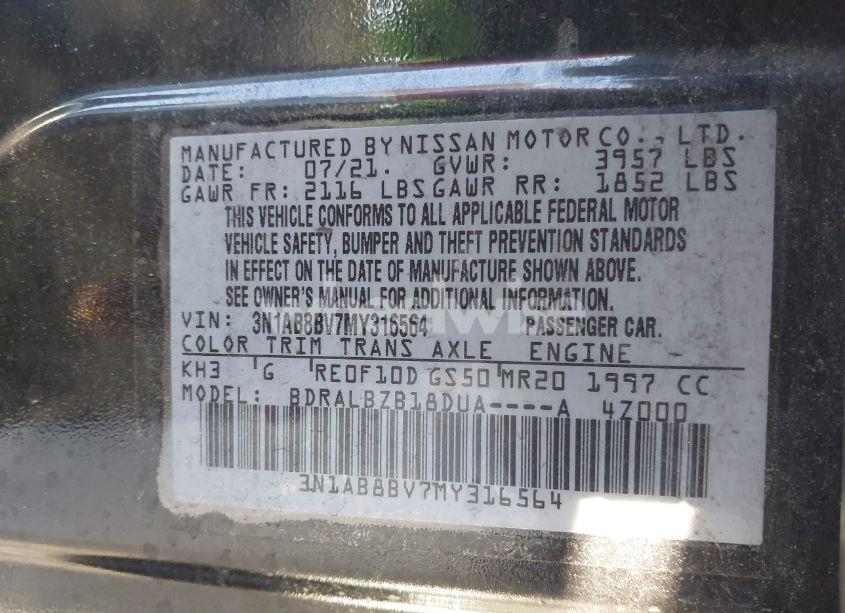 MANUFACTURED BY NISSAN MOTOR CO., LTD.
DATE: 07/21. GVWR: 3957 LBS
GAWR FR: 2116 LBS GAWR RR: 1852 LBS
THIS VEHICLE CONFORMS TO ALL APPLICABLE FEDERAL MOTOR
VEHICLE SAFETY, BUMPER AND THEFT PREVENTION STANDARDS
IN EFFECT ON THE DATE OF MANUFACTURE SHOWN ABOVE.
SEE OWNER'S MANUAL FOR ADDITIONAL INFORMATION.
VIN: 3N1AB8BV7MY316564 PASSENGER CAR.
COLOR TRIM TRANS AXLE ENGINE
KH3 G RE0F10D GS50 MR20 1997 CC
MODEL: BDRALBZB18DUA----A 4Z000
3N1AB8BV7MY316564